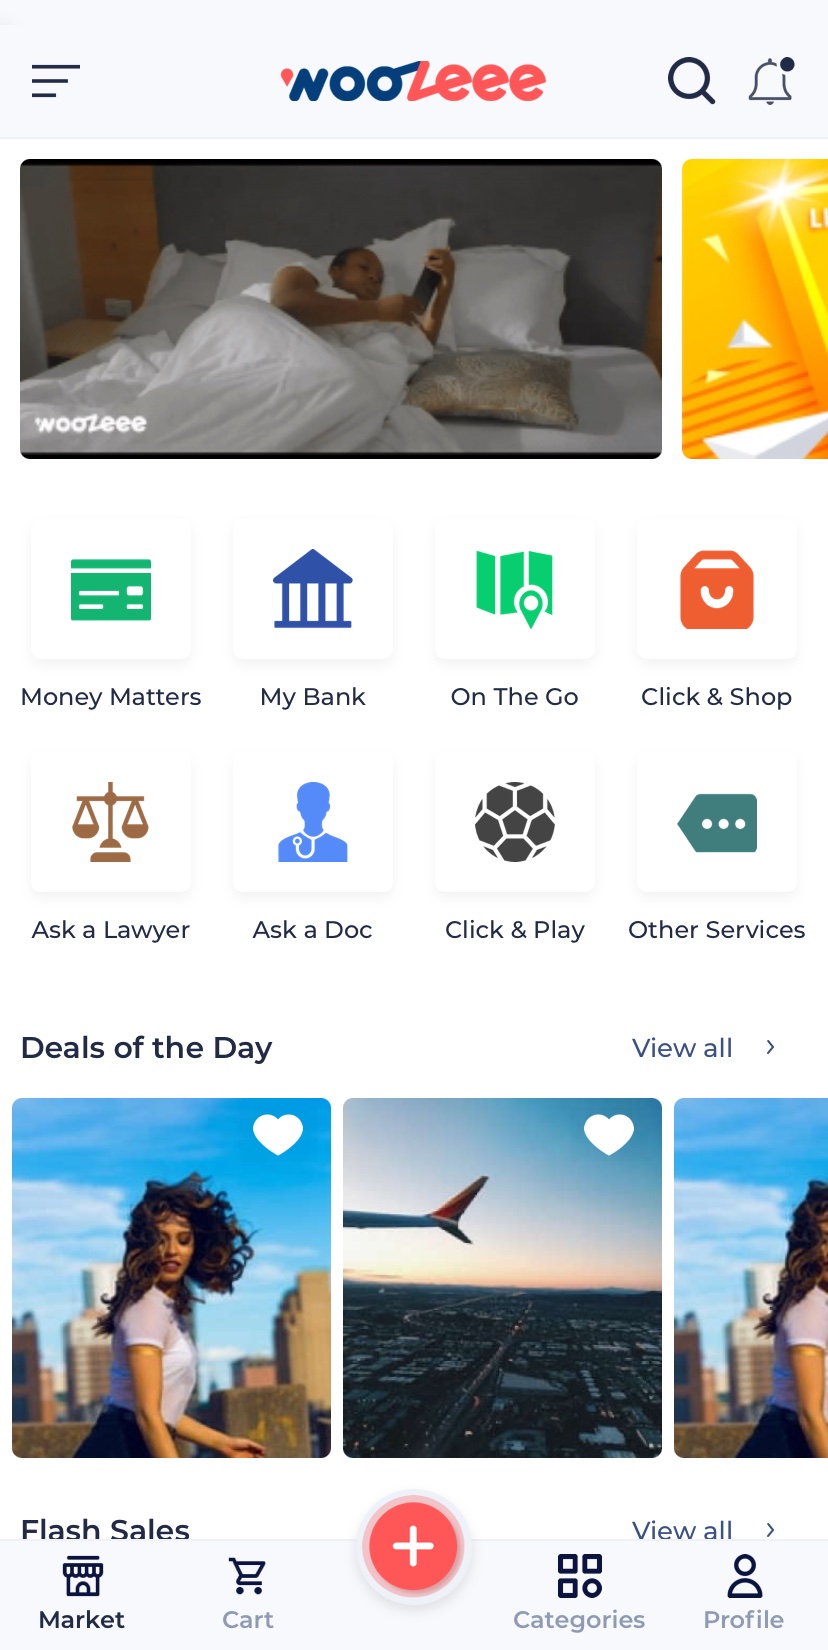 woozeee
woozeee
Money Matters
My Bank
On The Go
Click & Shop
Ask a Lawyer
Ask a Doc
Click & Play
Other Services
Deals of the Day
View all
Flash Sales
View all
Market
Cart
Categories
Profile